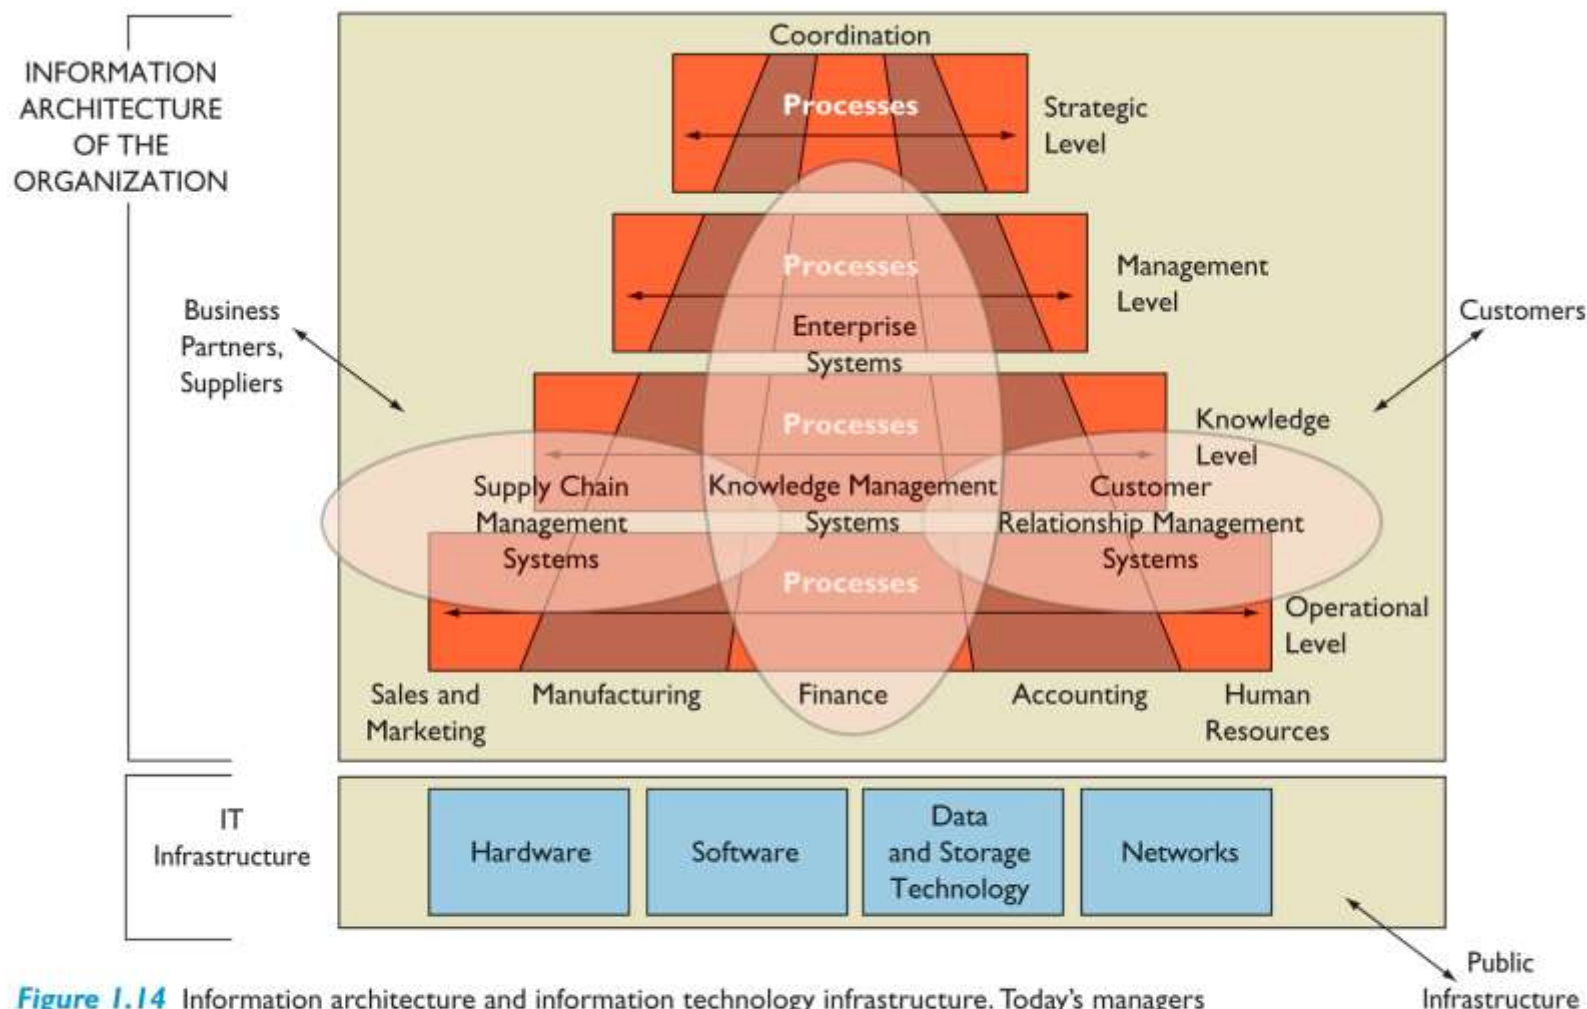 Coordination
INFORMATION
ARCHITECTURE
OF THE
ORGANIZATION
Processes
Strategic
Level
Processes
Management
Level
Business
Partners,
Suppliers
Customers
Enterprise
Systems
Processes
Knowledge
Level
Supply Chain
Management
Systems
Knowledge Management
Systems
Customer
Relationship Management
Systems
Processes
Operational
Level
Sales and
Marketing
Manufacturing
Finance
Accounting
Human
Resources
IT
Infrastructure
Hardware
Software
Data
and Storage
Technology
Networks
Public
Infrastructure
Figure 1.14 Information architecture and information technology infrastructure. Today's managers